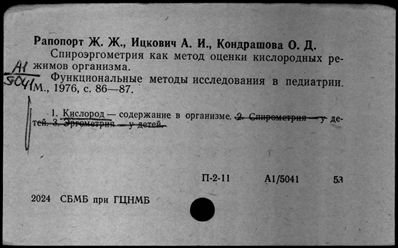 Рапопорт Ж. Ж., Ицкович А. И., Кондрашова О. Д.
Спироэргометрия как метод оценки кислородных ре-
жимов организма.
А1
5041
Функциональные методы исследования в педиатрии.
М., 1976, с. 86—87.
1. Кислород — содержание в организме. 2. Спирометрия — у де-
тей. 3. Эргометрия — у детей.
П-2-11 А1/5041 53
2024 СБМБ при ГЦНМБ